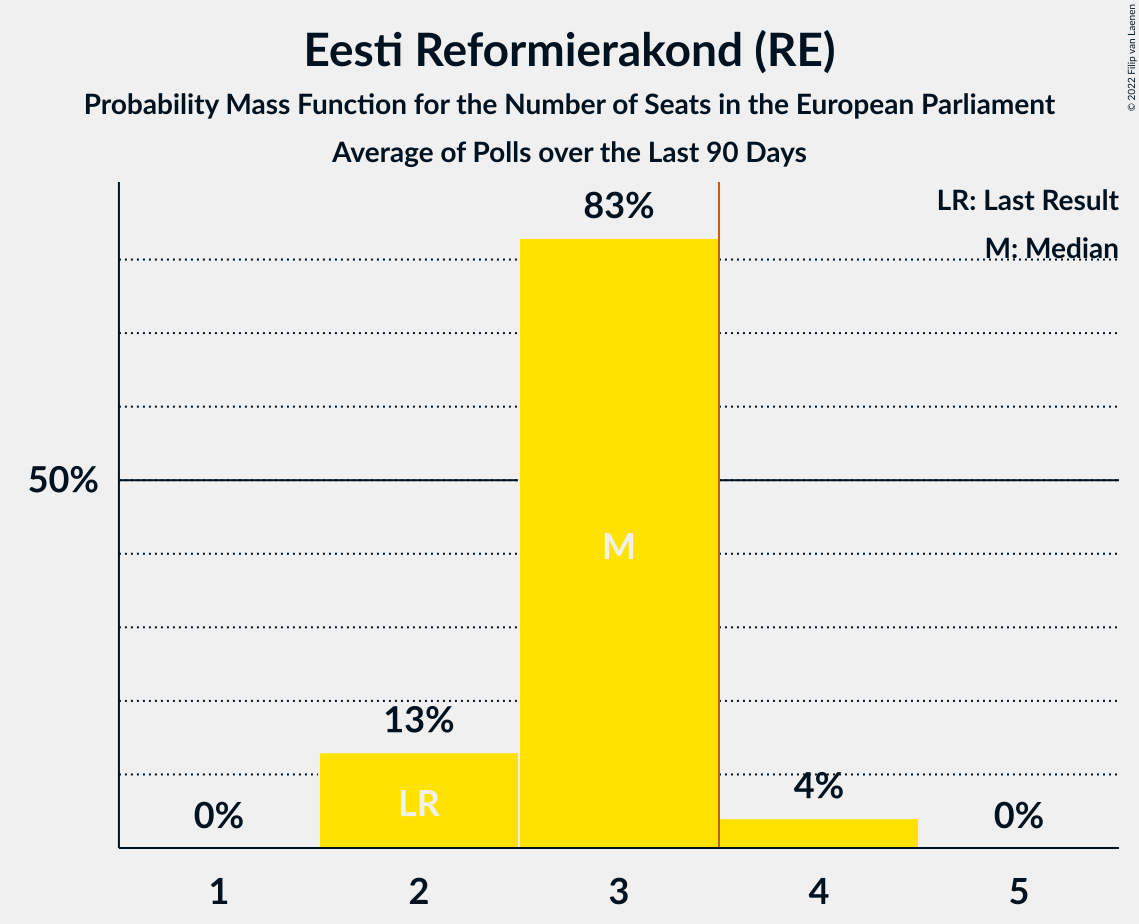 Eesti Reformierakond (RE)
Probability Mass Function for the Number of Seats in the European Parliament
Average of Polls over the Last 90 Days
© 2022 Filip van Laenen
LR: Last Result
M: Median
83%
50%
M
13%
LR
4%
0%
0%
1 2 3 4 5